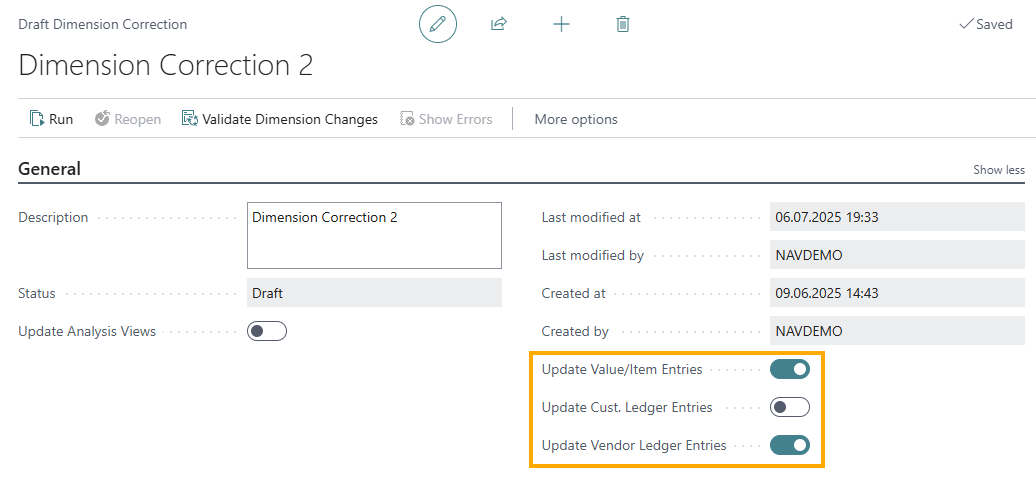 Draft Dimension Correction
Saved
Dimension Correction 2
Run Reopen Validate Dimension Changes Show Errors More options
General
Show less
Description Dimension Correction 2
Status Draft
Update Analysis Views
Last modified at 06.07.2025 19:33
Last modified by NAVDEMO
Created at 09.06.2025 14:43
Created by NAVDEMO
Update Value/Item Entries
Update Cust. Ledger Entries
Update Vendor Ledger Entries